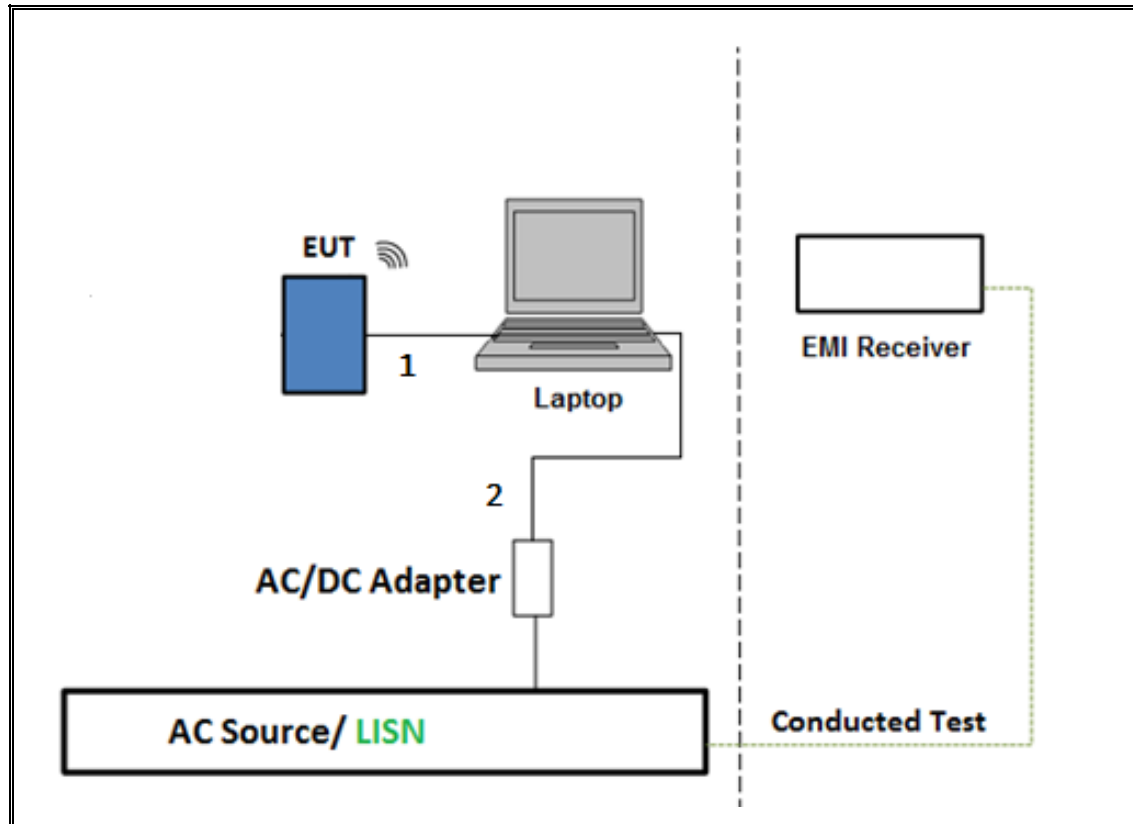 EUT
1
Laptop
EMI Receiver
2
AC/DC Adapter
AC Source/ LISN
Conducted Test